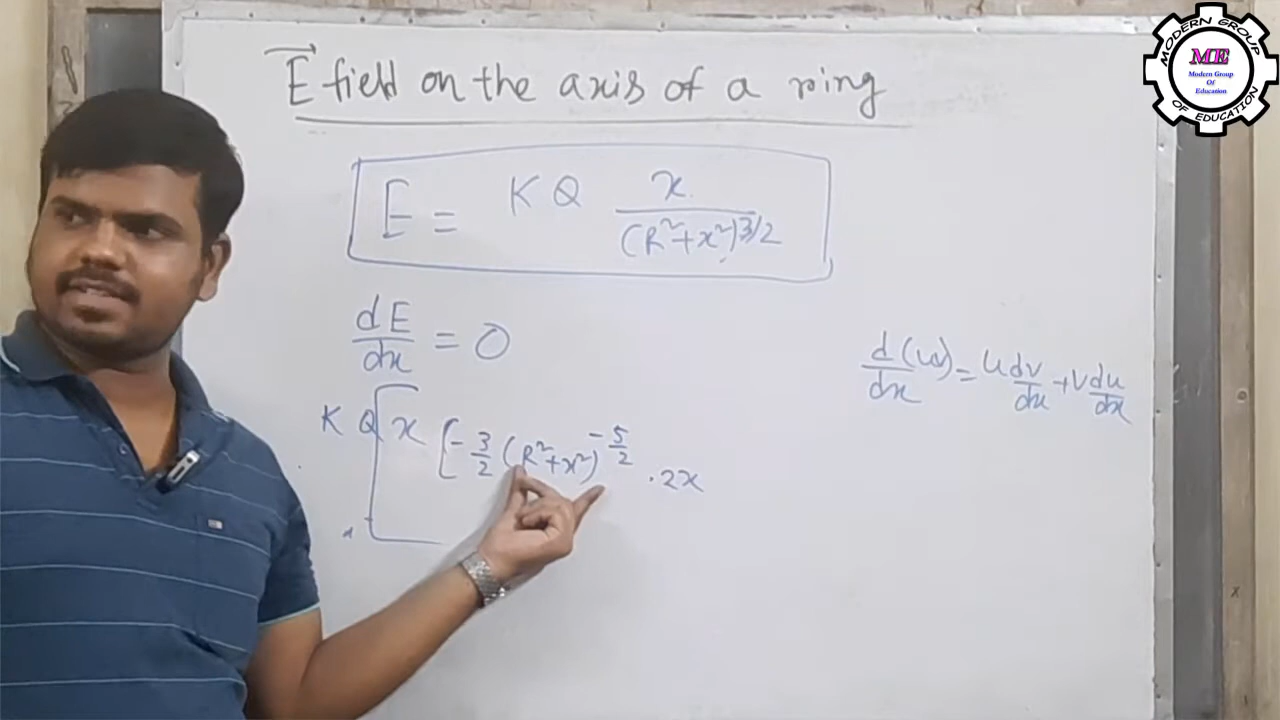 E⃗ field on the axis of a ring
E = KQ x / (R²+x²)^3/2
dE/dx = 0
d/dx (uv) = u dv/dx + v du/dx
KQ [ x [ -3/2 (R²+x²)^-5/2 . 2x
MODERN GROUP
ME
Modern Group
Of
Education
OF EDUCATION